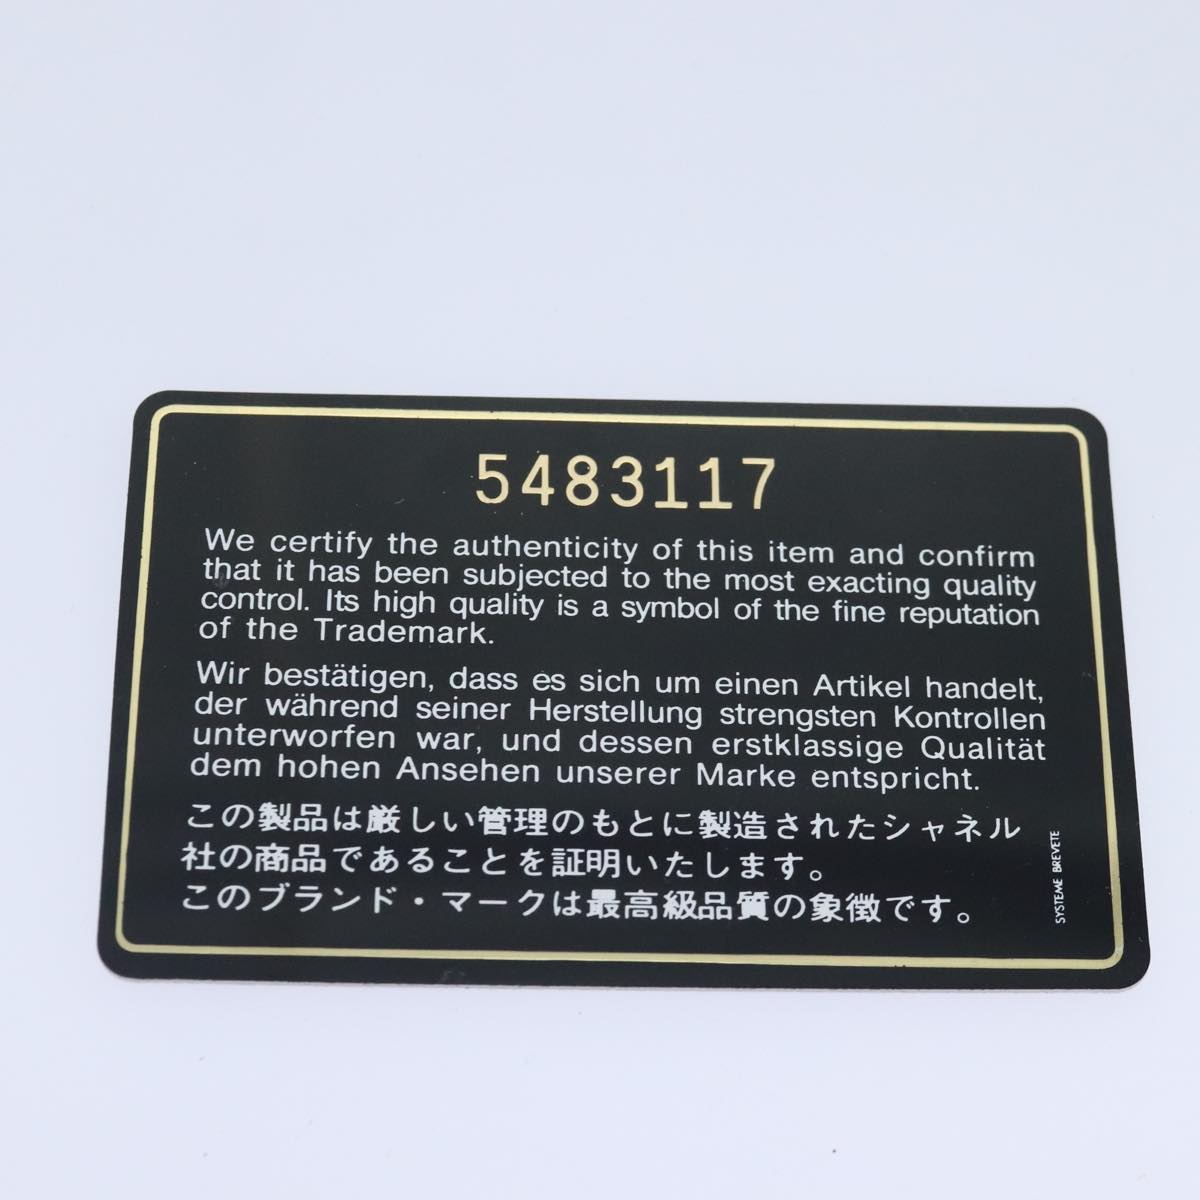 5483117
We certify the authenticity of this item and confirm
that it has been subjected to the most exacting quality
control. Its high quality is a symbol of the fine reputation
of the Trademark.
Wir bestätigen, dass es sich um einen Artikel handelt,
der während seiner Herstellung strengsten Kontrollen
unterworfen war, und dessen erstklassige Qualität
dem hohen Ansehen unserer Marke entspricht.
この製品は厳しい管理のもとに製造されたシャネル
社の商品であることを証明いたします。
このブランド・マークは最高級品質の象徴です。
SYSTEME BREVETE